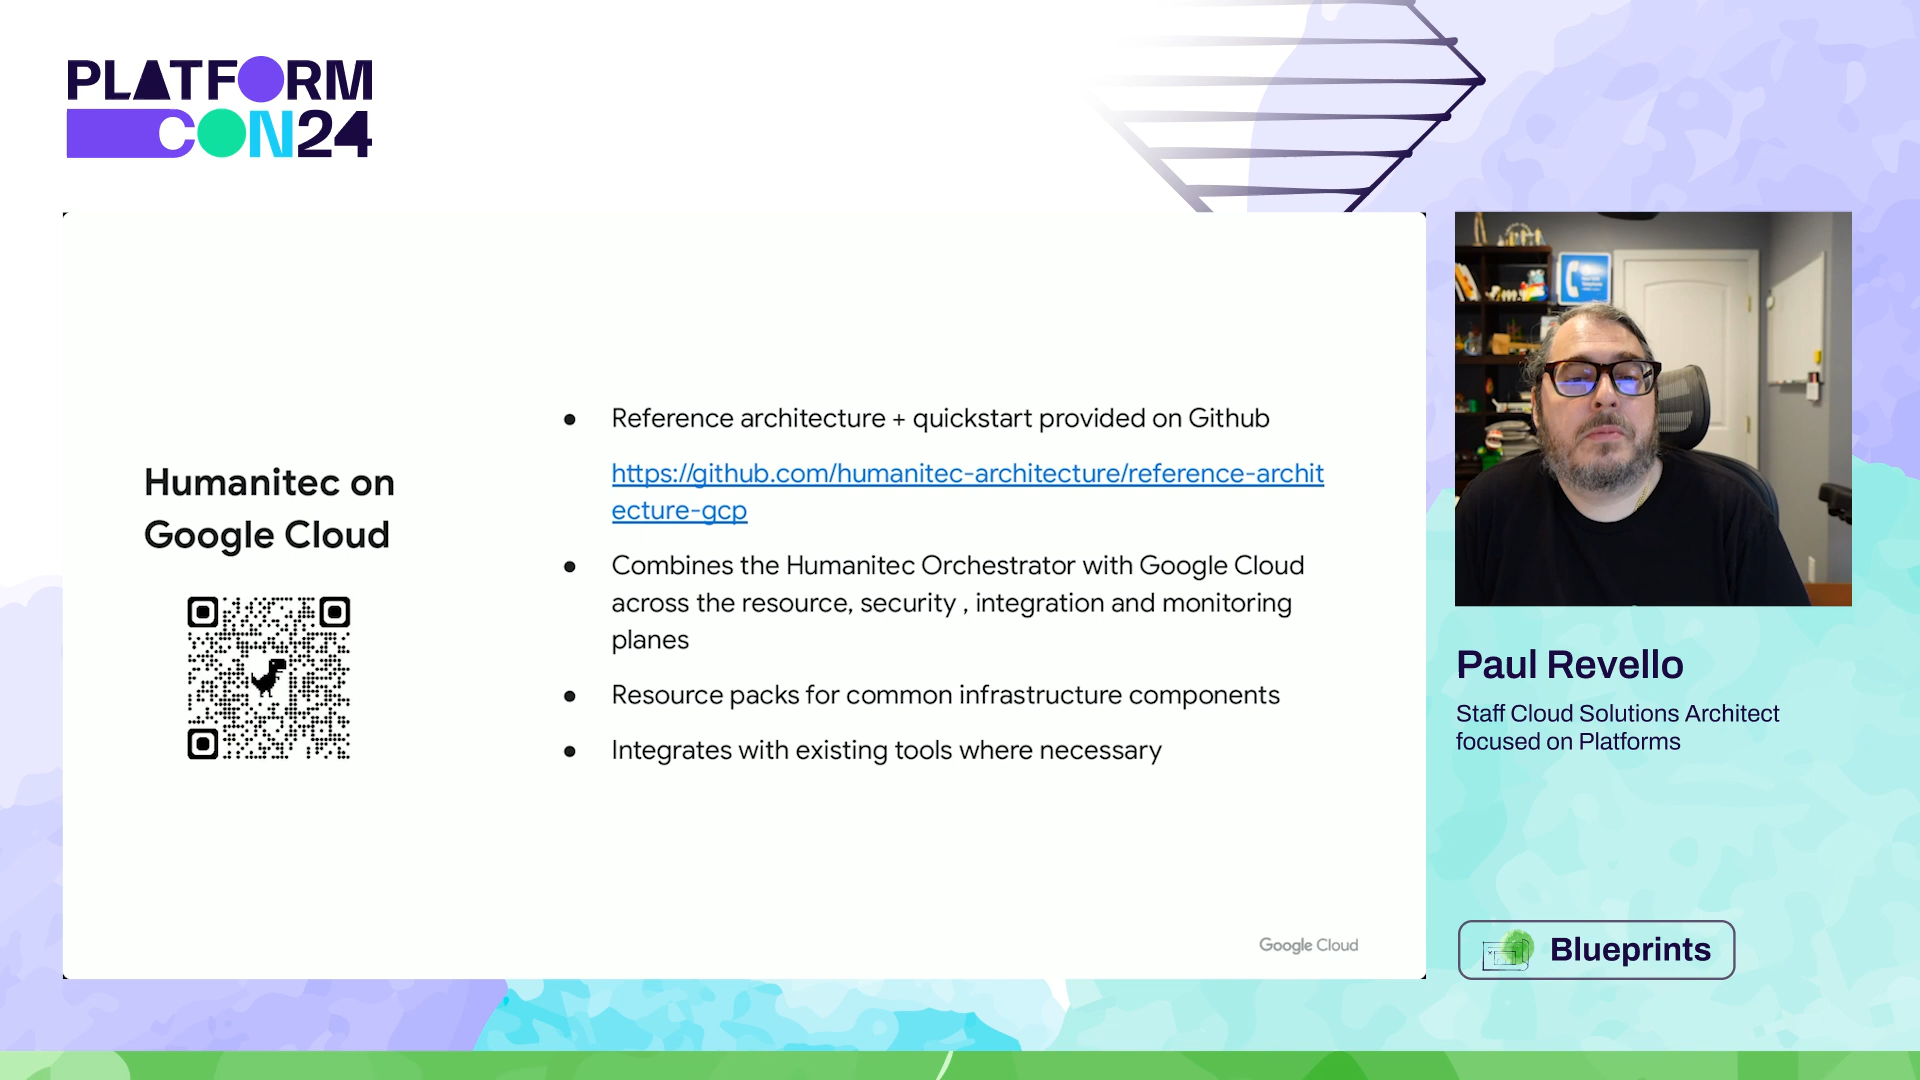 PLATFORM
CON24
Humanitec on
Google Cloud
● Reference architecture + quickstart provided on Github
https://github.com/humanitec-architecture/reference-archit
ecture-gcp
● Combines the Humanitec Orchestrator with Google Cloud
across the resource, security , integration and monitoring
planes
● Resource packs for common infrastructure components
● Integrates with existing tools where necessary
Google Cloud
Paul Revello
Staff Cloud Solutions Architect
focused on Platforms
Blueprints